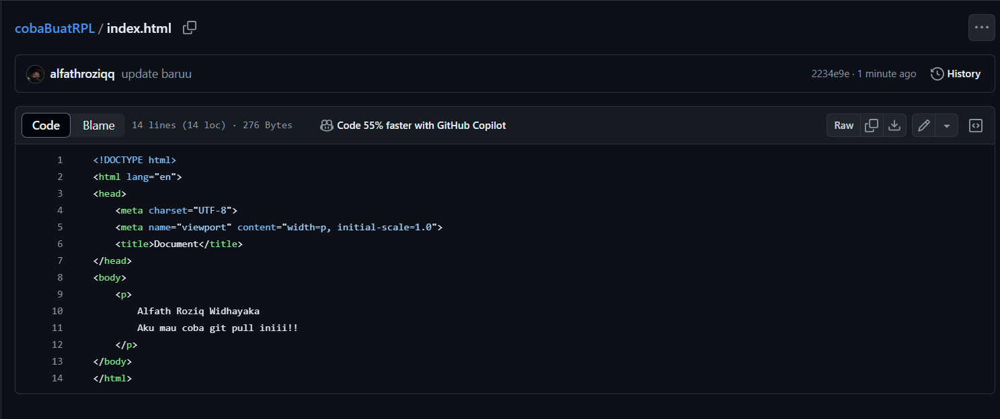 cobaBuatRPL / index.html
alfathroziqq update baruu
2234e9e · 1 minute ago History
Code Blame 14 lines (14 loc) · 276 Bytes Code 55% faster with GitHub Copilot Raw
1 <!DOCTYPE html>
2 <html lang="en">
3 <head>
4 <meta charset="UTF-8">
5 <meta name="viewport" content="width=p, initial-scale=1.0">
6 <title>Document</title>
7 </head>
8 <body>
9 <p>
10 Alfath Roziq Widhayaka
11 Aku mau coba git pull iniii!!
12 </p>
13 </body>
14 </html>